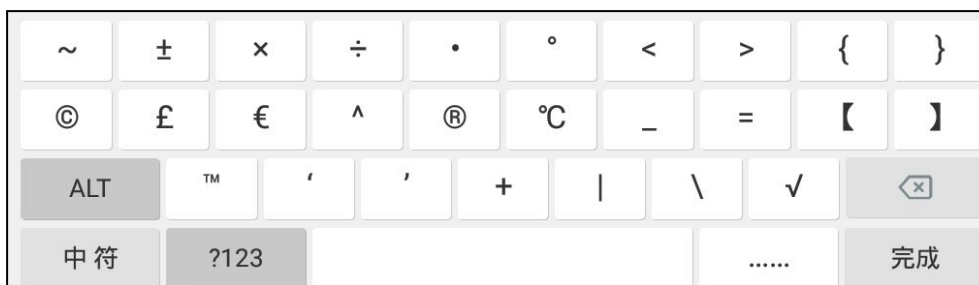 ~ ± × ÷ • ° < > { }
© £ € ^ ® ℃ _ = 【 】
ALT ™ ‘ ’ + | \ √
中符 ?123 …… 完成